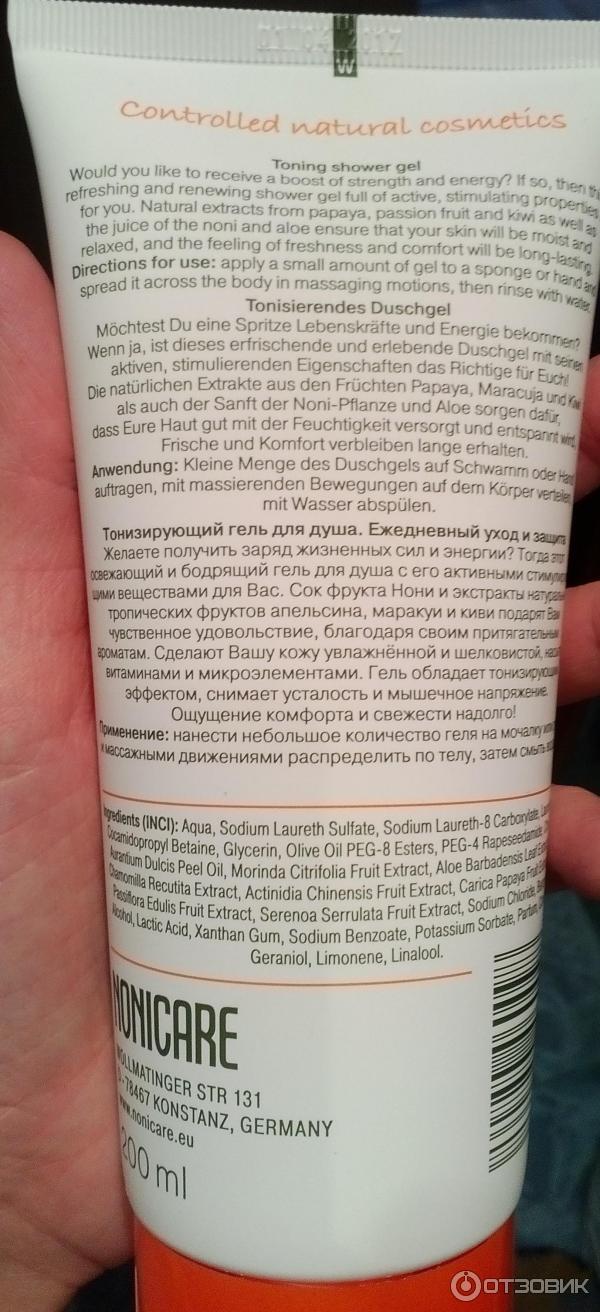 EW
Controlled natural cosmetics
Toning shower gel
Would you like to receive a boost of strength and energy? If so, then
refreshing and renewing shower gel full of active, stimulating properties
for you. Natural extracts from papaya, passion fruit and kiwi as well as
the juice of the noni and aloe ensure that your skin will be moist and
relaxed, and the feeling of freshness and comfort will be long-lasting.
Directions for use: apply a small amount of gel to a sponge or hand and
spread it across the body in massaging motions, then rinse with water.
Tonisierendes Duschgel
Möchtest Du eine Spritze Lebenskräfte und Energie bekommen?
Wenn ja, ist dieses erfrischende und erlebende Duschgel mit seinen
aktiven, stimulierenden Eigenschaften das Richtige für Euch!
Die natürlichen Extrakte aus den Früchten Papaya, Maracuja und Kiwi
als auch der Sanft der Noni-Pflanze und Aloe sorgen dafür,
dass Eure Haut gut mit der Feuchtigkeit versorgt und entspannt wird,
Frische und Komfort verbleiben lange erhalten.
Anwendung: Kleine Menge des Duschgels auf Schwamm oder Hand
auftragen, mit massierenden Bewegungen auf dem Körper verteilen,
mit Wasser abspülen.
Тонизирующий гель для душа. Ежедневный уход и защита
Желаете получить заряд жизненных сил и энергии? Тогда этот
освежающий и бодрящий гель для душа с его активными стимулирую
щими веществами для Вас. Сок фрукта Нони и экстракты
тропических фруктов апельсина, маракуи и киви подарят Вам
чувственное удовольствие, благодаря своим притягательным
ароматам. Сделают Вашу кожу увлажнённой и шелковистой,
витаминами и микроэлементами. Гель обладает тонизирующим
эффектом, снимает усталость и мышечное напряжение.
Ощущение комфорта и свежести надолго!
Применение: нанести небольшое количество геля на мочалку
и массажными движениями распределить по телу, затем смыть
Ingredients (INCI): Aqua, Sodium Laureth Sulfate, Sodium Laureth-8 Carboxylate,
Cocamidopropyl Betaine, Glycerin, Olive Oil PEG-8 Esters, PEG-4 Rapeseedamide,
Aurantium Dulcis Peel Oil, Morinda Citrifolia Fruit Extract, Aloe Barbadensis Leaf
Chamomilla Recutita Extract, Actinidia Chinensis Fruit Extract, Carica Papaya Fruit
Passiflora Edulis Fruit Extract, Serenoa Serrulata Fruit Extract, Sodium Chloride,
Alcohol, Lactic Acid, Xanthan Gum, Sodium Benzoate, Potassium Sorbate, Parfum,
Geraniol, Limonene, Linalool.
NONICARE
WOLLMATINGER STR 131
D-78467 KONSTANZ, GERMANY
www.nonicare.eu
200 ml
ОТЗОВИК